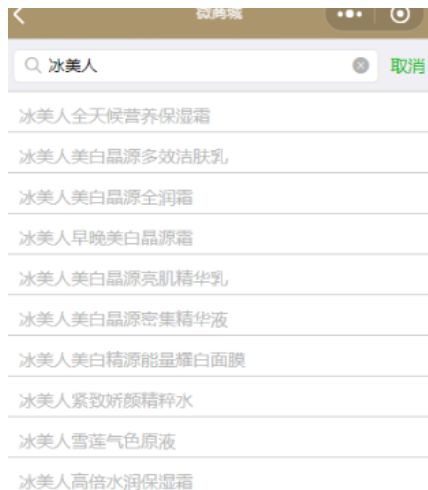 微商城
冰美人
取消
冰美人全天候营养保湿霜
冰美人美白晶源多效洁肤乳
冰美人美白晶源全润霜
冰美人早晚美白晶源霜
冰美人美白晶源亮肌精华乳
冰美人美白晶源密集精华液
冰美人美白精源能量耀白面膜
冰美人紧致娇颜精粹水
冰美人雪莲气色原液
冰美人高倍水润保湿霜